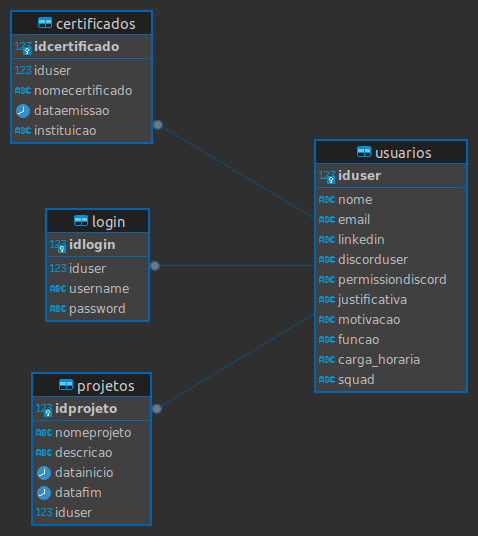 certificados
123 idcertificado
123 iduser
ABC nomecertificado
dataemissao
ABC instituicao
usuarios
123 iduser
ABC nome
ABC email
ABC linkedin
ABC discorduser
ABC permissiondiscord
ABC justificativa
ABC motivacao
ABC funcao
ABC carga_horaria
ABC squad
login
123 idlogin
123 iduser
ABC username
ABC password
projetos
123 idprojeto
ABC nomeprojeto
ABC descricao
datainicio
datafim
123 iduser